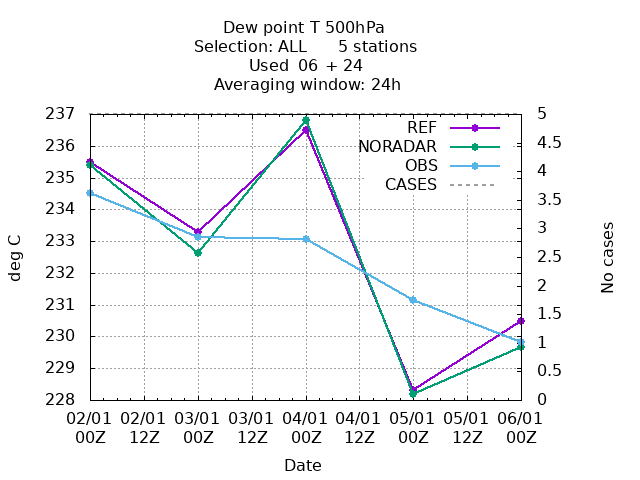 Dew point T 500hPa
Selection: ALL 5 stations
Used 06 + 24
Averaging window: 24h
237
236
235
234
233
232
231
230
229
228
deg C
5
4.5
4
3.5
3
2.5
2
1.5
1
0.5
0
No cases
REF
NORADAR
OBS
CASES
02/01 02/01 03/01 03/01 04/01 04/01 05/01 05/01 06/01
00Z 12Z 00Z 12Z 00Z 12Z 00Z 12Z 00Z
Date